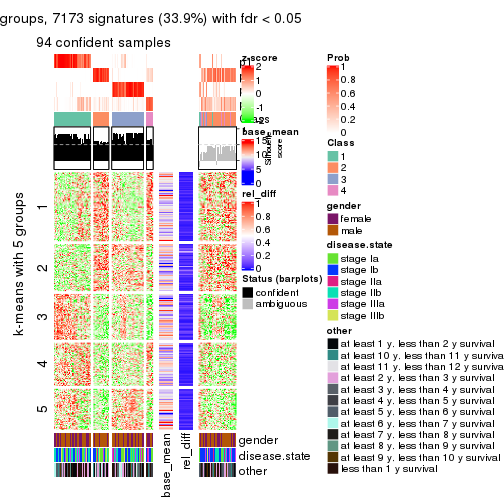 groups, 7173 signatures (33.9%) with fdr < 0.05
94 confident samples
z-score
2
1
0
-1
-2
base_mean
15
10
5
0
Silhouette
score
rel_diff
1
0.8
0.6
0.4
0.2
0
Status (barplots)
confident
ambiguous
k-means with 5 groups
1
2
3
4
5
gender
disease.state
other
base_mean
rel_diff
Prob
1
0.8
0.6
0.4
0.2
0
Class
1
2
3
4
gender
female
male
disease.state
stage Ia
stage Ib
stage IIa
stage IIb
stage IIIa
stage IIIb
other
at least 1 y. less than 2 y survival
at least 10 y. less than 11 y surviva
at least 11 y. less than 12 y surviva
at least 2 y. less than 3 y survival
at least 3 y. less than 4 y survival
at least 4 y. less than 5 y survival
at least 5 y. less than 6 y survival
at least 6 y. less than 7 y survival
at least 7 y. less than 8 y survival
at least 8 y. less than 9 y survival
at least 9 y. less than 10 y survival
less than 1 y survival